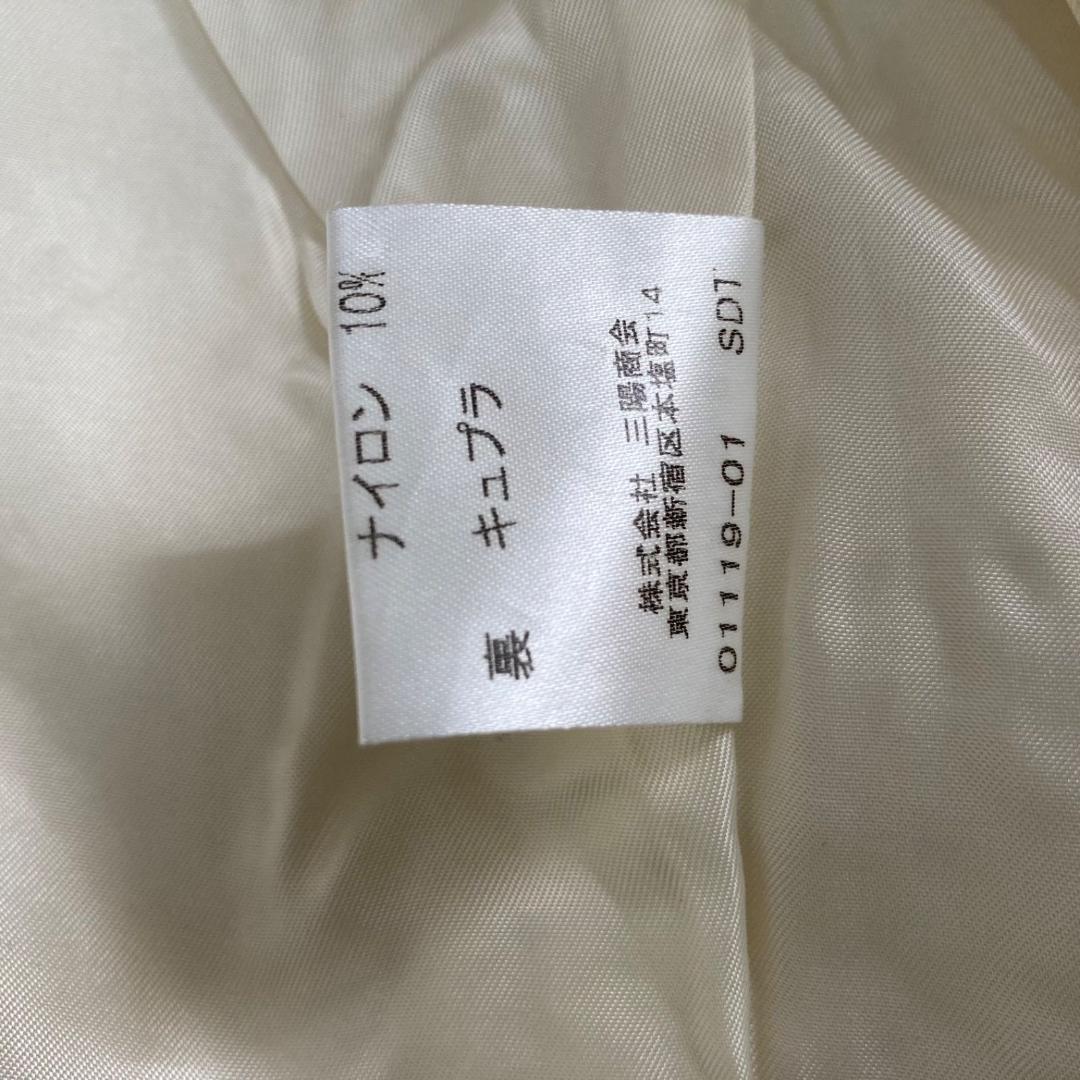 ナイロン 10%
裏 キュプラ
株式会社 三陽商会
東京都新宿区本塩町14
01119-01 SD7